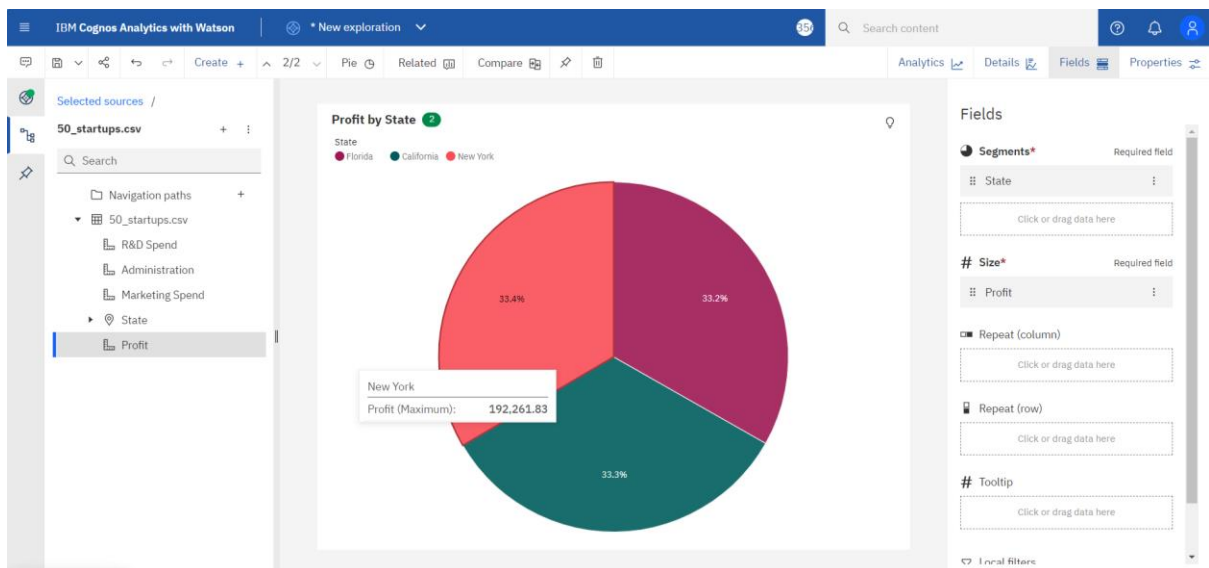 IBM Cognos Analytics with Watson
* New exploration
Search content
Create +
2/2
Pie
Related
Compare
Analytics
Details
Fields
Properties
Selected sources /
50_startups.csv
Search
Navigation paths +
50_startups.csv
R&D Spend
Administration
Marketing Spend
State
Profit
Profit by State 2
State
Florida California New York
33.4%
33.2%
33.3%
New York
Profit (Maximum): 192,261.83
Fields
Segments* Required field
State
Click or drag data here
# Size* Required field
Profit
Click or drag data here
Repeat (column)
Click or drag data here
Repeat (row)
Click or drag data here
# Tooltip
Click or drag data here
Local filters